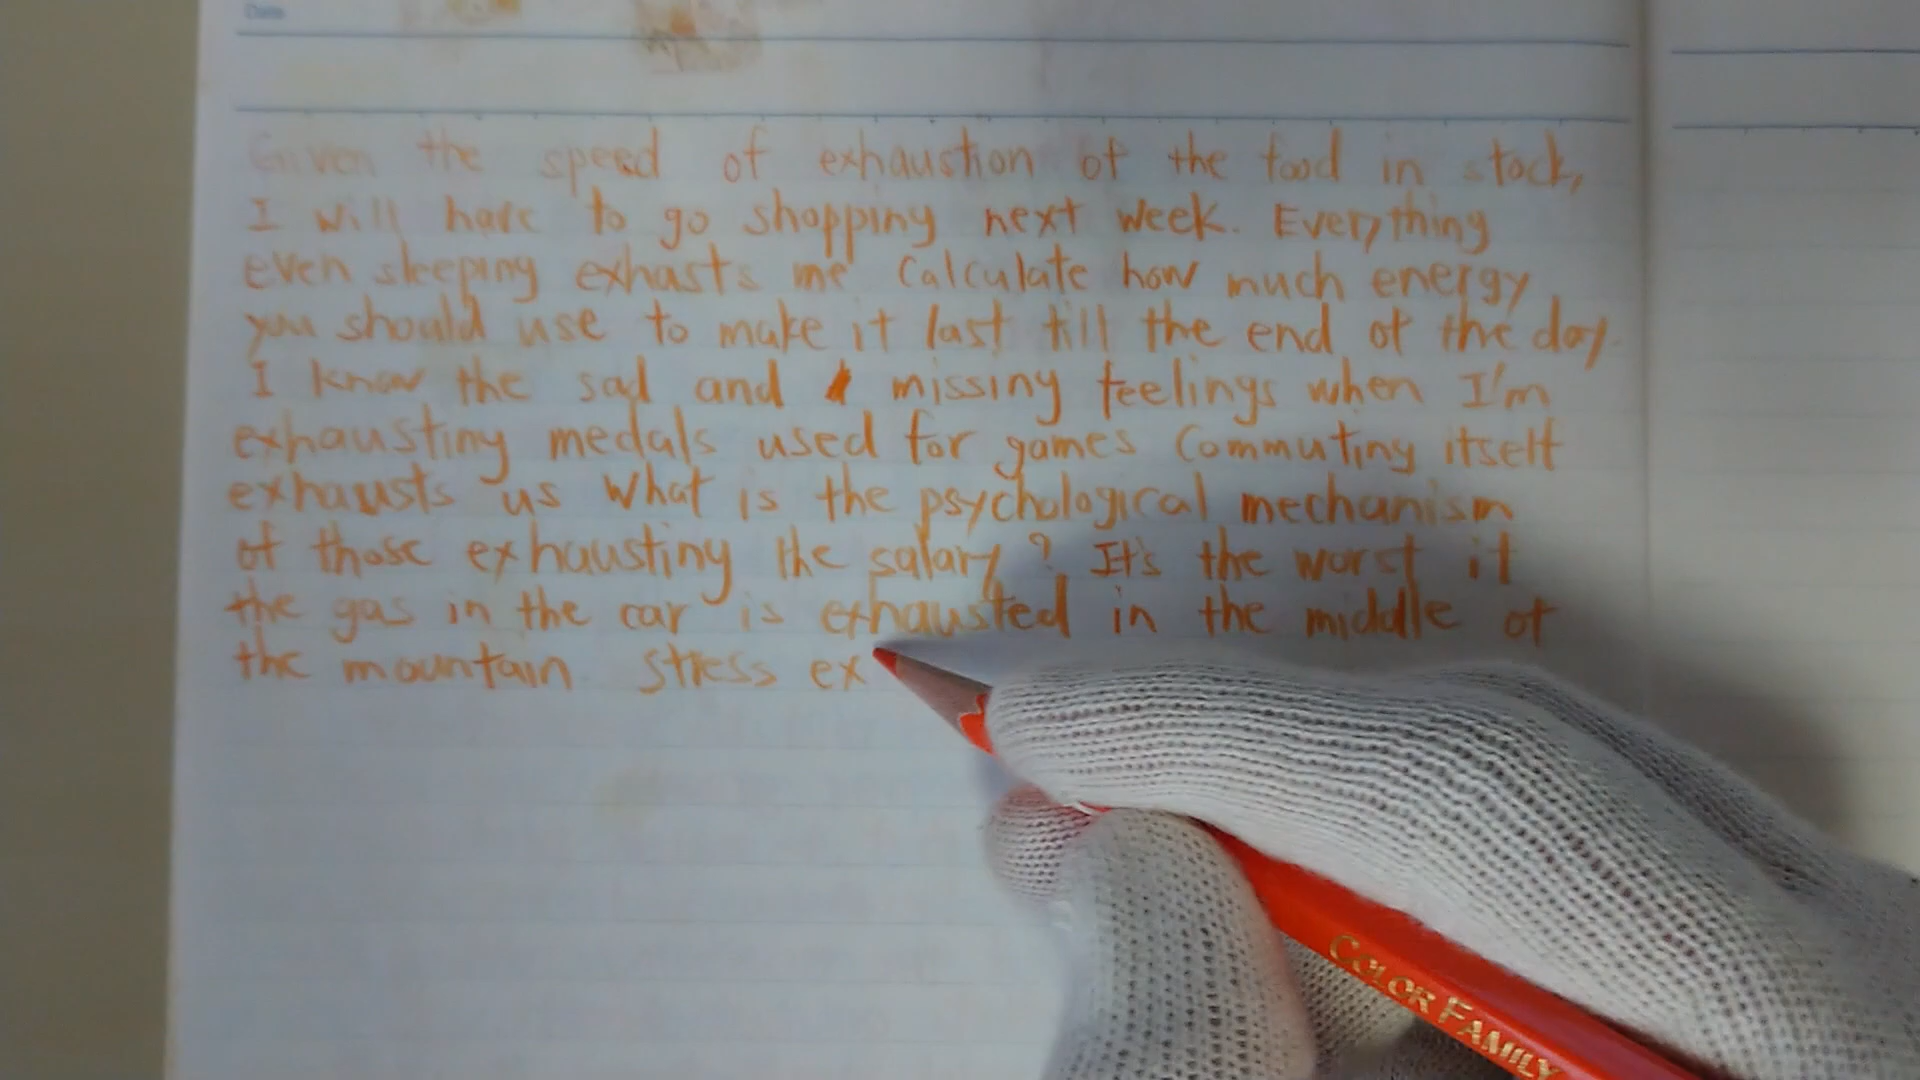 Date
Given the speed of exhaustion of the food in stock,
I will have to go shopping next week. Everything
even sleeping exhasts me Calculate how much energy
you should use to make it last till the end of the day.
I know the sad and missing feelings when I'm
exhausting medals used for games Commuting itself
exhausts us What is the psychological mechanism
of those exhausting the salary? It's the worst if
the gas in the car is exhausted in the middle of
the mountain Stress ex
COLOR FAMILY